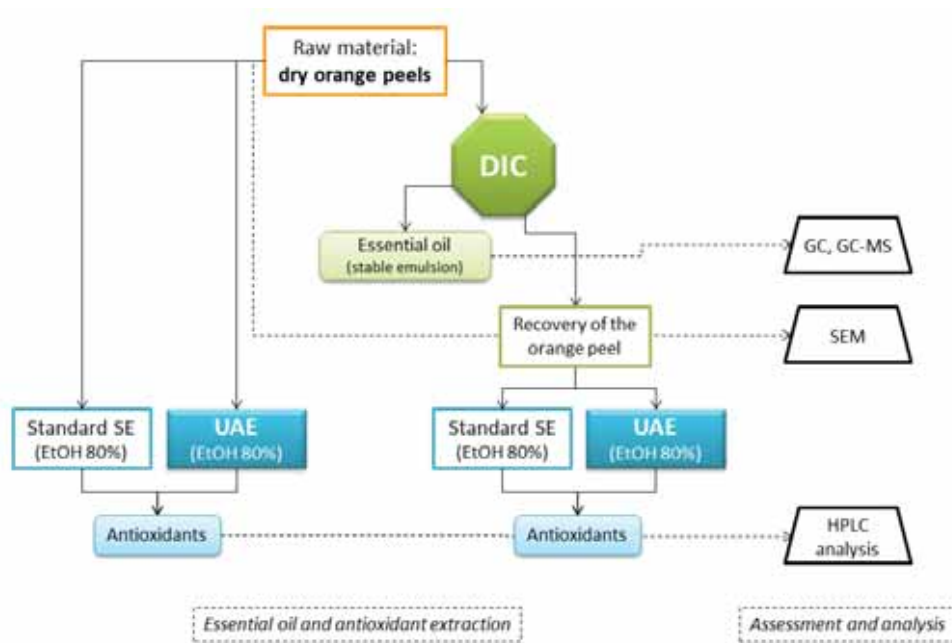 Raw material:
dry orange peels
DIC
Essential oil
(stable emulsion)
GC, GC-MS
Recovery of the
orange peel
SEM
Standard SE
(EtOH 80%)
UAE
(EtOH 80%)
Standard SE
(EtOH 80%)
UAE
(EtOH 80%)
Antioxidants
Antioxidants
HPLC
analysis
Essential oil and antioxidant extraction
Assessment and analysis